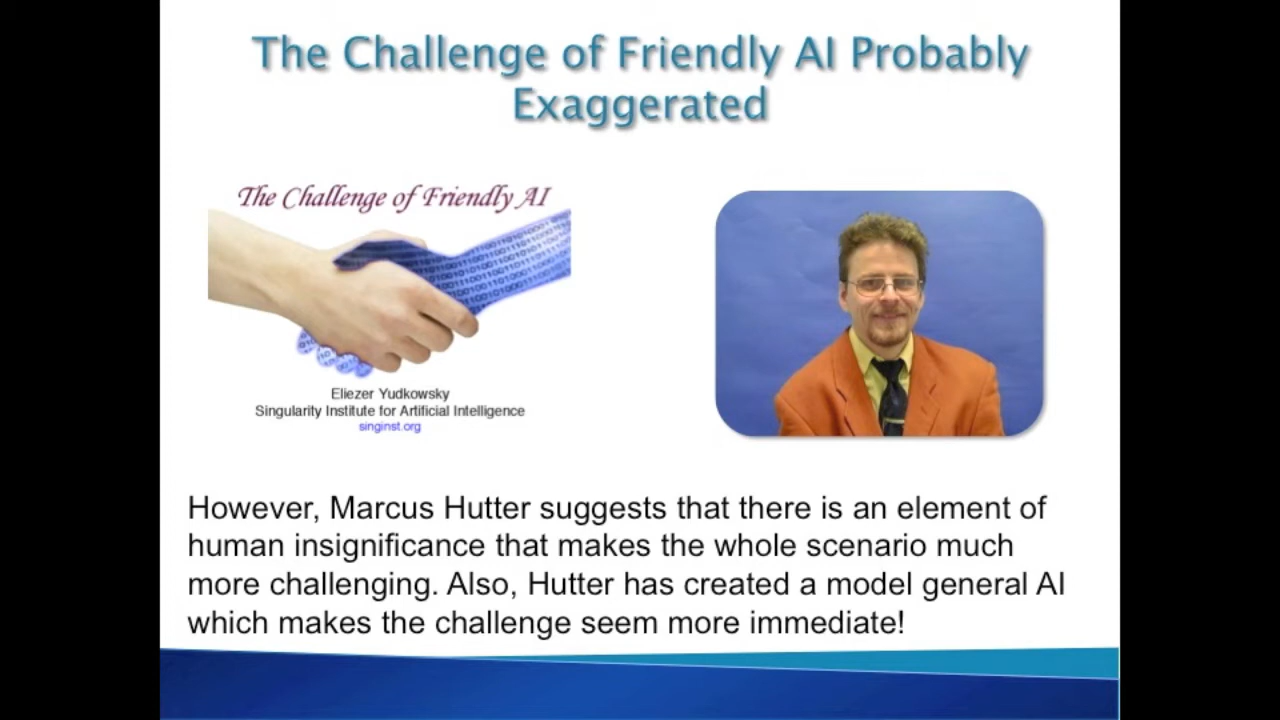 The Challenge of Friendly AI Probably
Exaggerated
The Challenge of Friendly AI
Eliezer Yudkowsky
Singularity Institute for Artificial Intelligence
singinst.org
However, Marcus Hutter suggests that there is an element of
human insignificance that makes the whole scenario much
more challenging. Also, Hutter has created a model general AI
which makes the challenge seem more immediate!